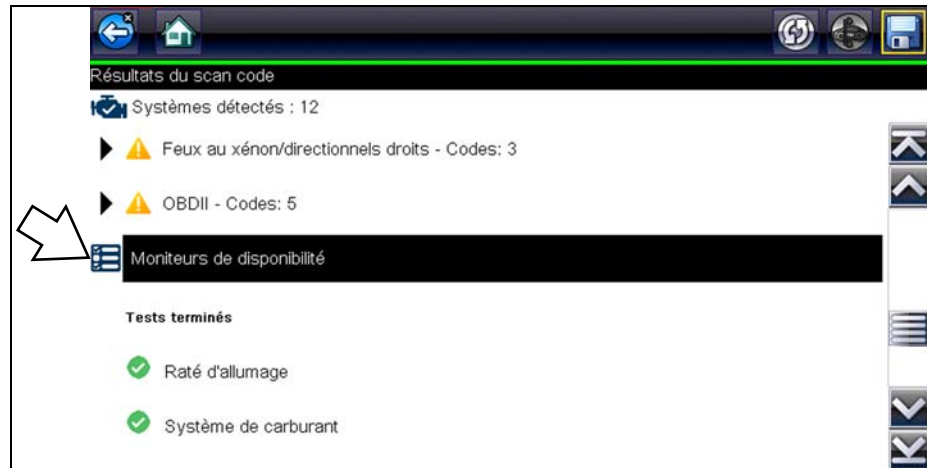 Résultats du scan code
Systèmes détectés : 12
Feux au xénon/directionnels droits - Codes: 3
OBDII - Codes: 5
Moniteurs de disponibilité
Tests terminés
Raté d'allumage
Système de carburant